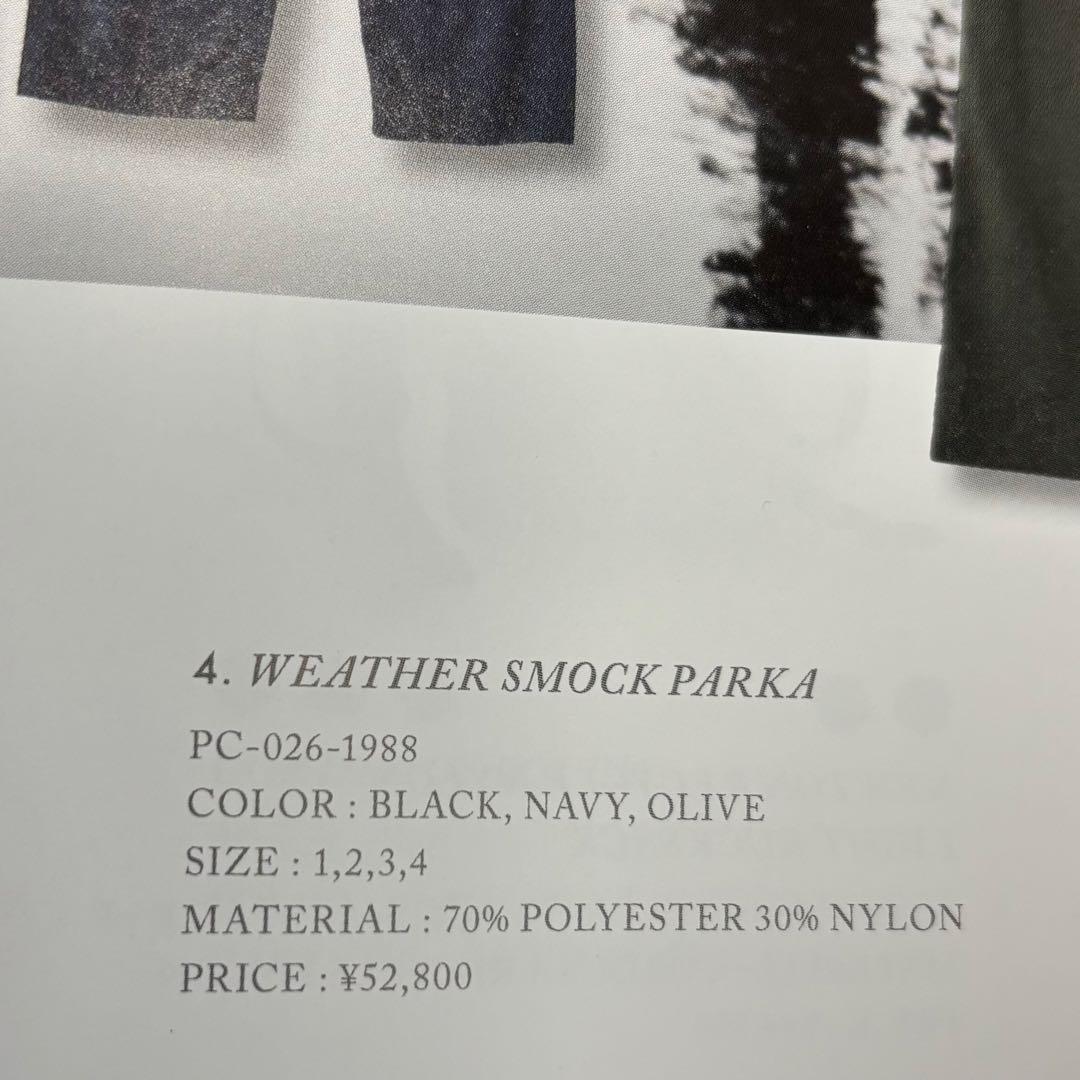 4. WEATHER SMOCK PARKA
PC-026-1988
COLOR : BLACK, NAVY, OLIVE
SIZE : 1,2,3,4
MATERIAL : 70% POLYESTER 30% NYLON
PRICE : ¥52,800